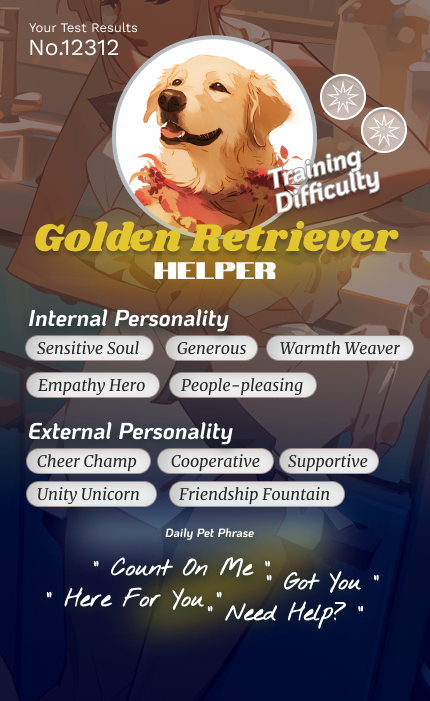 Your Test Results
No.12312
Training
Difficulty
Golden Retriever
HELPER
Internal Personality
Sensitive Soul Generous Warmth Weaver
Empathy Hero People-pleasing
External Personality
Cheer Champ Cooperative Supportive
Unity Unicorn Friendship Fountain
Daily Pet Phrase
" Count On Me "
" Got You "
" Here For You "
" Need Help? "